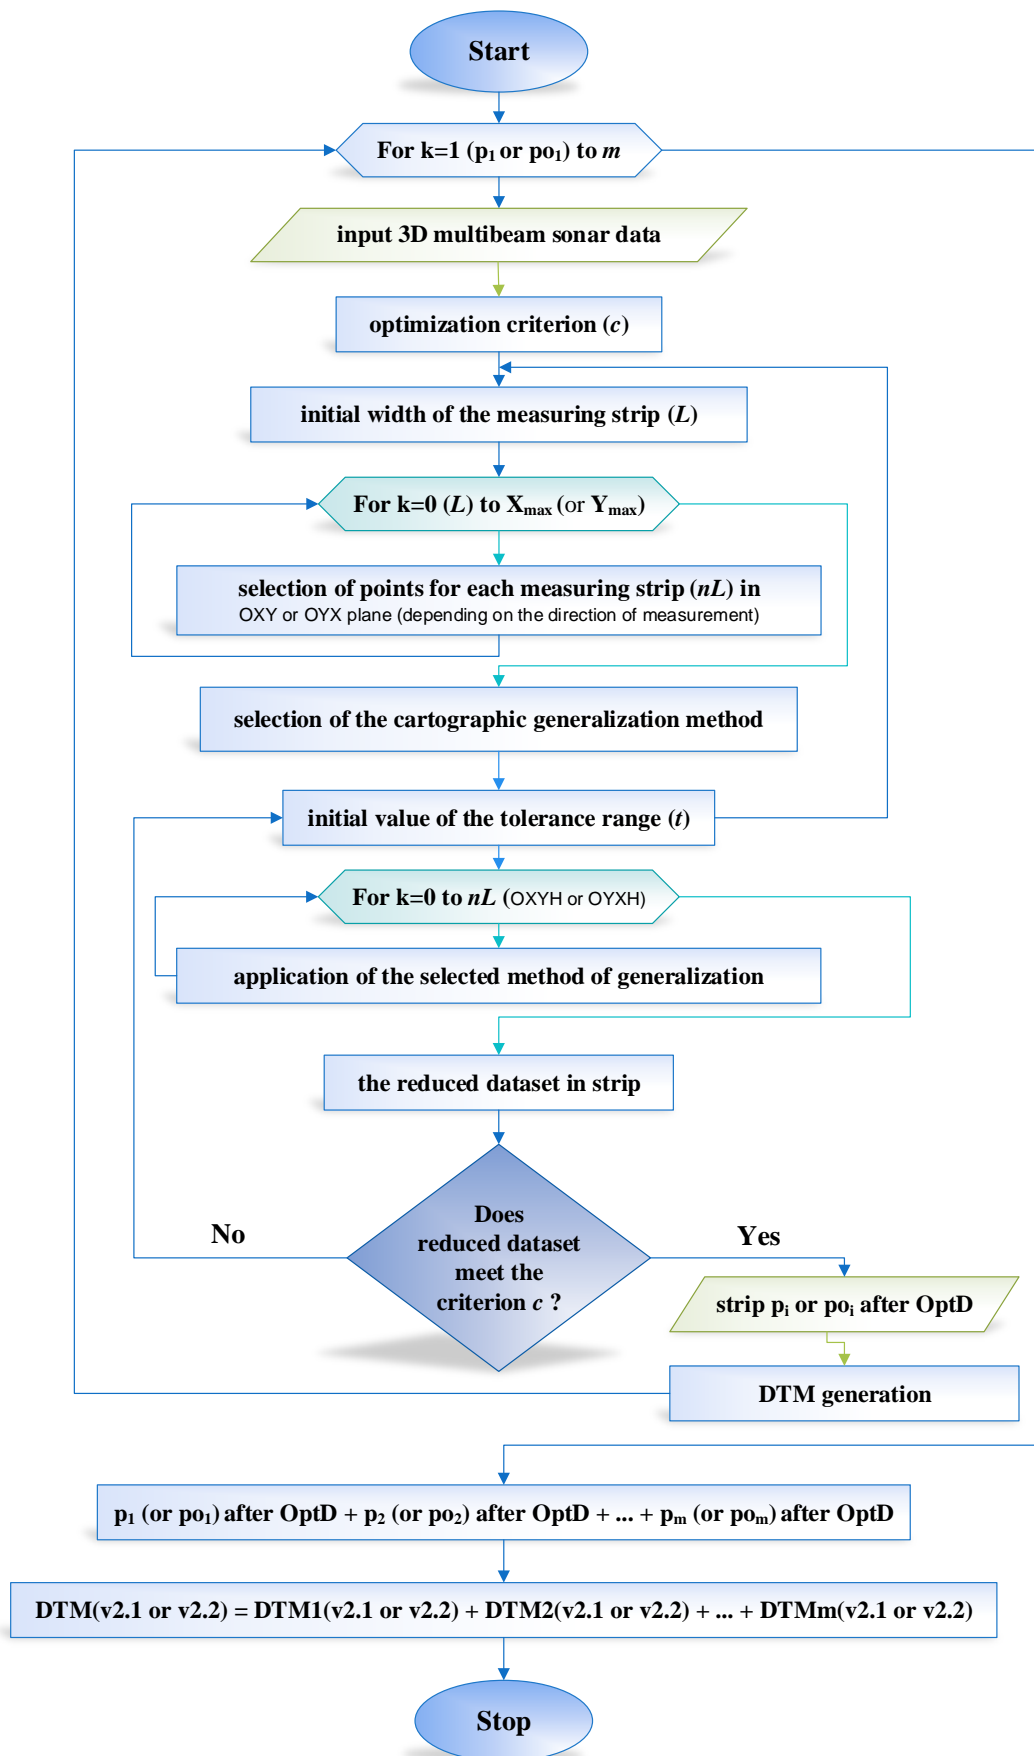 Start
For k=1 (p₁ or po₁) to m
input 3D multibeam sonar data
optimization criterion (c)
initial width of the measuring strip (L)
For k=0 (L) to Xmax (or Ymax)
selection of points for each measuring strip (nL) in
OXY or OYX plane (depending on the direction of measurement)
selection of the cartographic generalization method
initial value of the tolerance range (t)
For k=0 to nL (OXYH or OYXH)
application of the selected method of generalization
the reduced dataset in strip
Does
reduced dataset
meet the
criterion c ?
No
Yes
strip pᵢ or poᵢ after OptD
DTM generation
p₁ (or po₁) after OptD + p₂ (or po₂) after OptD + ... + pₘ (or poₘ) after OptD
DTM(v2.1 or v2.2) = DTM1(v2.1 or v2.2) + DTM2(v2.1 or v2.2) + ... + DTMm(v2.1 or v2.2)
Stop